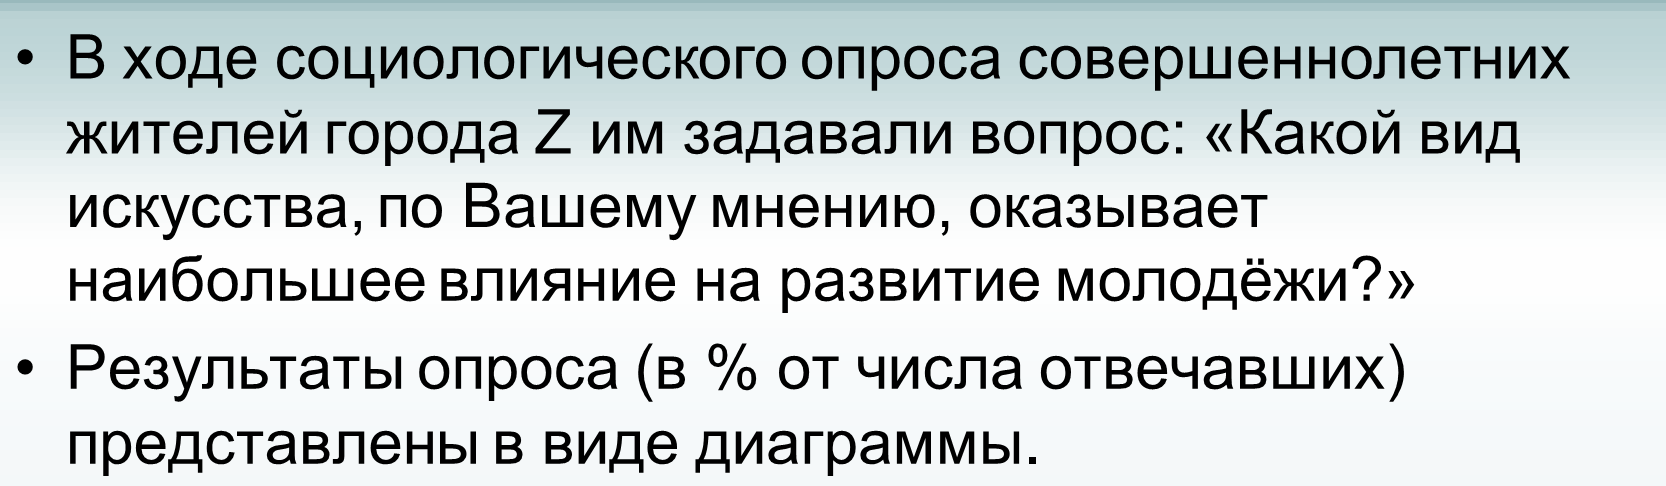 • В ходе социологического опроса совершеннолетних
жителей города Z им задавали вопрос: «Какой вид
искусства, по Вашему мнению, оказывает
наибольшее влияние на развитие молодёжи?»
• Результаты опроса (в % от числа отвечавших)
представлены в виде диаграммы.